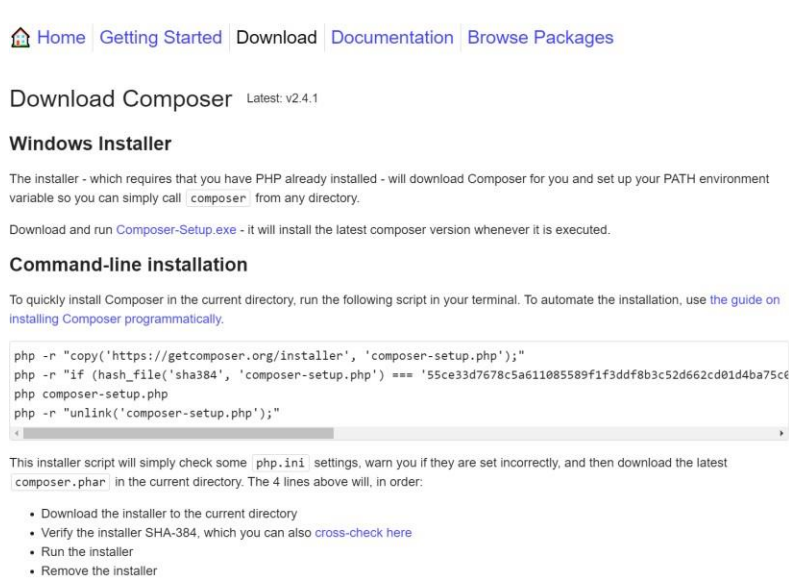 Home Getting Started Download Documentation Browse Packages
Download Composer Latest: v2.4.1
Windows Installer
The installer - which requires that you have PHP already installed - will download Composer for you and set up your PATH environment
variable so you can simply call composer from any directory.
Download and run Composer-Setup.exe - it will install the latest composer version whenever it is executed.
Command-line installation
To quickly install Composer in the current directory, run the following script in your terminal. To automate the installation, use the guide on
installing Composer programmatically.
php -r "copy('https://getcomposer.org/installer', 'composer-setup.php');"
php -r "if (hash_file('sha384', 'composer-setup.php') === '55ce33d7678c5a611085589f1f3ddf8b3c52d662cd01d4ba75c0
php composer-setup.php
php -r "unlink('composer-setup.php');"
This installer script will simply check some php.ini settings, warn you if they are set incorrectly, and then download the latest
composer.phar in the current directory. The 4 lines above will, in order:
• Download the installer to the current directory
• Verify the installer SHA-384, which you can also cross-check here
• Run the installer
• Remove the installer